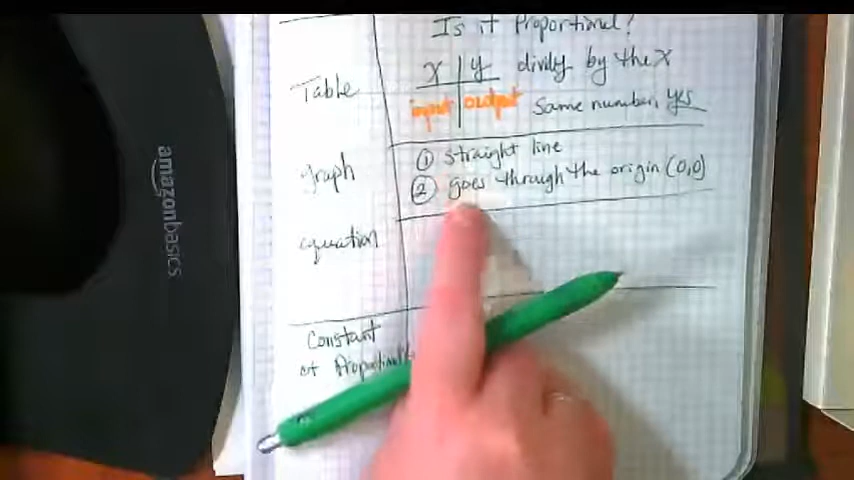 Is it Proportional?
Table
x y divide by the x
input output Same number, yes
graph
① straight line
② goes through the origin (0,0)
equation
Constant
of Proportionality
amazonbasics